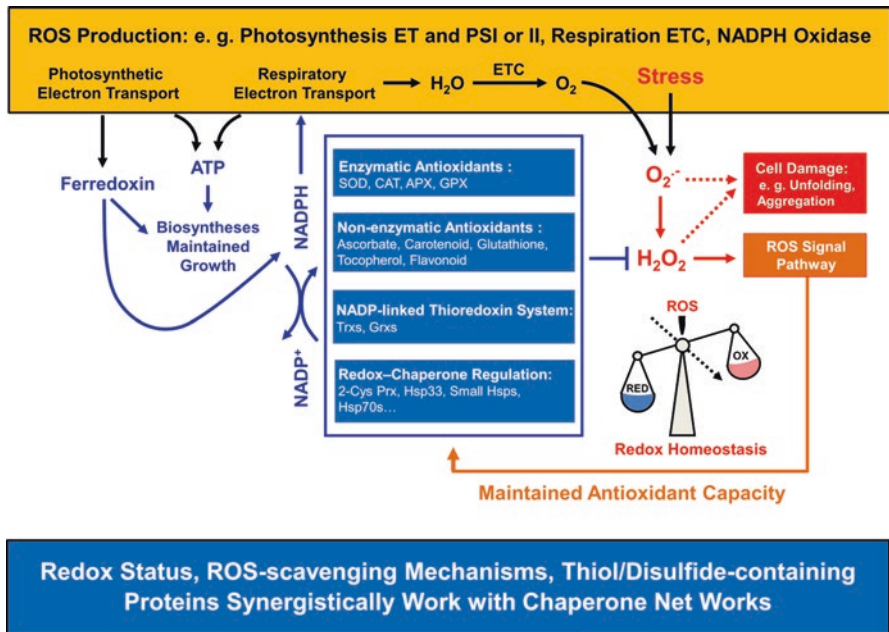 ROS Production: e. g. Photosynthesis ET and PSI or II, Respiration ETC, NADPH Oxidase
Photosynthetic
Electron Transport
Respiratory
Electron Transport
H₂O
ETC
O₂
Stress
ATP
Ferredoxin
Biosyntheses
Maintained
Growth
NADPH
NADP⁺
Enzymatic Antioxidants :
SOD, CAT, APX, GPX
Non-enzymatic Antioxidants :
Ascorbate, Carotenoid, Glutathione,
Tocopherol, Flavonoid
NADP-linked Thioredoxin System:
Trxs, Grxs
Redox–Chaperone Regulation:
2-Cys Prx, Hsp33, Small Hsps,
Hsp70s...
O₂·⁻
H₂O₂
Cell Damage:
e. g. Unfolding,
Aggregation
ROS Signal
Pathway
ROS
RED
OX
Redox Homeostasis
Maintained Antioxidant Capacity
Redox Status, ROS-scavenging Mechanisms, Thiol/Disulfide-containing
Proteins Synergistically Work with Chaperone Net Works